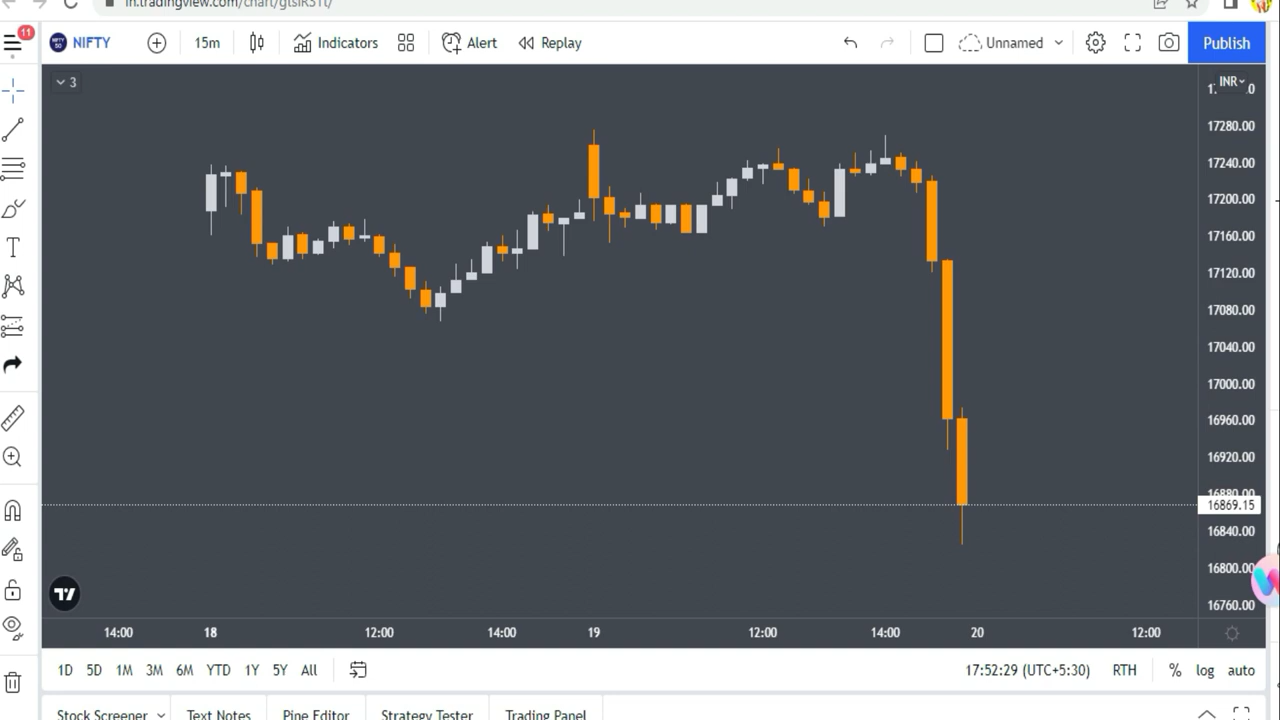 in.tradingview.com/chart/
11
NIFTY 15m Indicators Alert Replay Unnamed Publish
3
INR
17280.00
17240.00
17200.00
17160.00
17120.00
17080.00
17040.00
17000.00
16960.00
16920.00
16880.00
16869.15
16840.00
16800.00
16760.00
14:00 18 12:00 14:00 19 12:00 14:00 20 12:00
1D 5D 1M 3M 6M YTD 1Y 5Y All 17:52:29 (UTC+5:30) RTH % log auto
Stock Screener Text Notes Pine Editor Strategy Tester Trading Panel